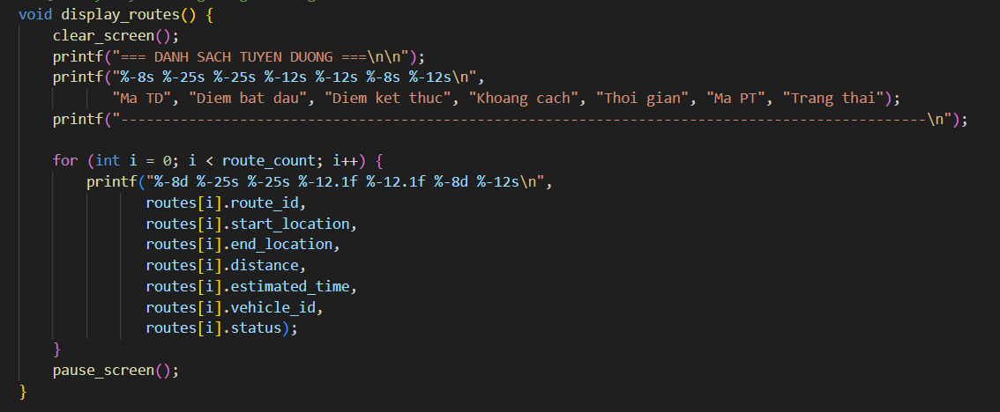 void display_routes() {
clear_screen();
printf("=== DANH SACH TUYEN DUONG ===\n\n");
printf("%-8s %-25s %-25s %-12s %-12s %-8s %-12s\n",
"Ma TD", "Diem bat dau", "Diem ket thuc", "Khoang cach", "Thoi gian", "Ma PT", "Trang thai");
printf("------------------------------------------------------------------------------------------------\n");
for (int i = 0; i < route_count; i++) {
printf("%-8d %-25s %-25s %-12.1f %-12.1f %-8d %-12s\n",
routes[i].route_id,
routes[i].start_location,
routes[i].end_location,
routes[i].distance,
routes[i].estimated_time,
routes[i].vehicle_id,
routes[i].status);
}
pause_screen();
}